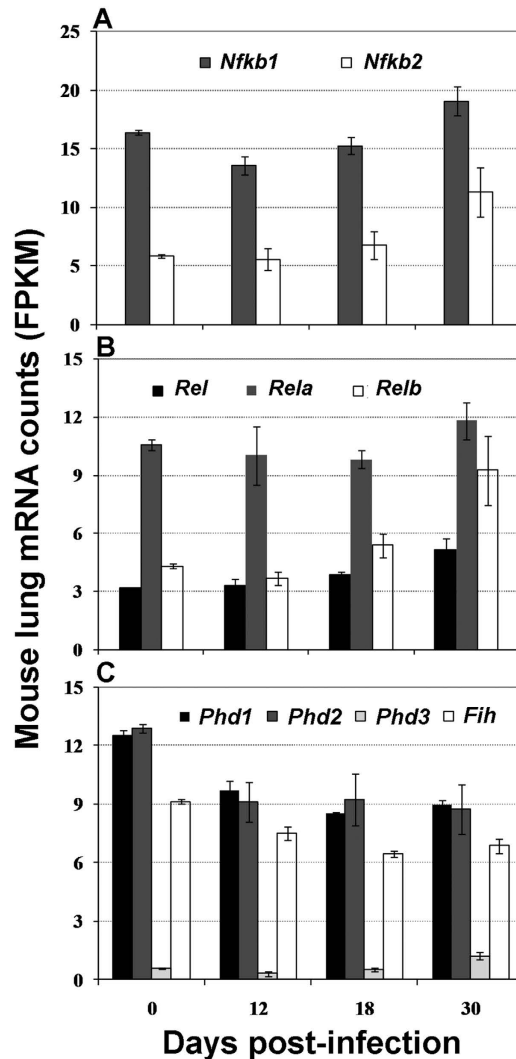 A
25
Nfkb1 Nfkb2
20
15
10
5
0
B
15
Rel Rela Relb
12
9
6
3
0
C
15
Phd1 Phd2 Phd3 Fih
12
9
6
3
0
0 12 18 30
Days post-infection
Mouse lung mRNA counts (FPKM)